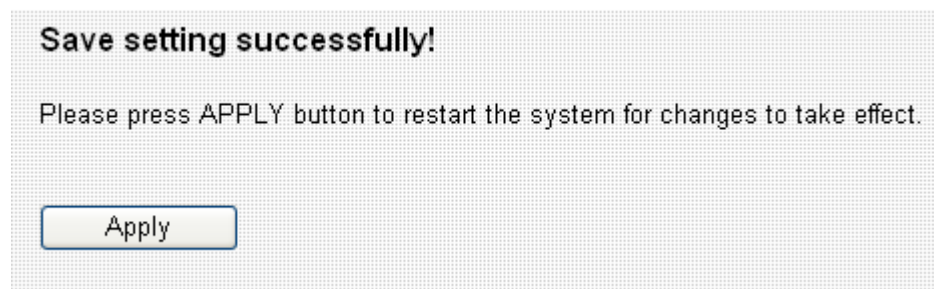 Save setting successfully!
Please press APPLY button to restart the system for changes to take effect.
Apply